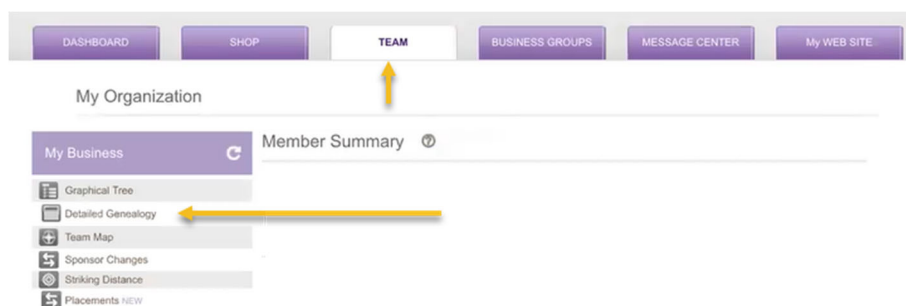 DASHBOARD SHOP TEAM BUSINESS GROUPS MESSAGE CENTER My WEB SITE
My Organization
My Business
Member Summary ?
Graphical Tree
Detailed Genealogy
Team Map
Sponsor Changes
Striking Distance
Placements NEW